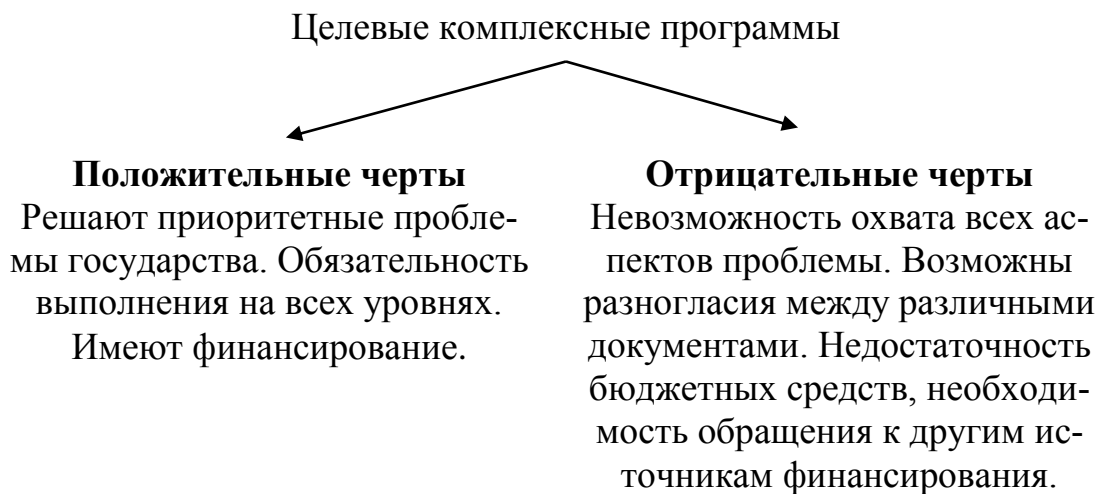 Целевые комплексные программы
Положительные черты
Решают приоритетные пробле-
мы государства. Обязательность
выполнения на всех уровнях.
Имеют финансирование.
Отрицательные черты
Невозможность охвата всех ас-
пектов проблемы. Возможны
разногласия между различными
документами. Недостаточность
бюджетных средств, необходи-
мость обращения к другим ис-
точникам финансирования.